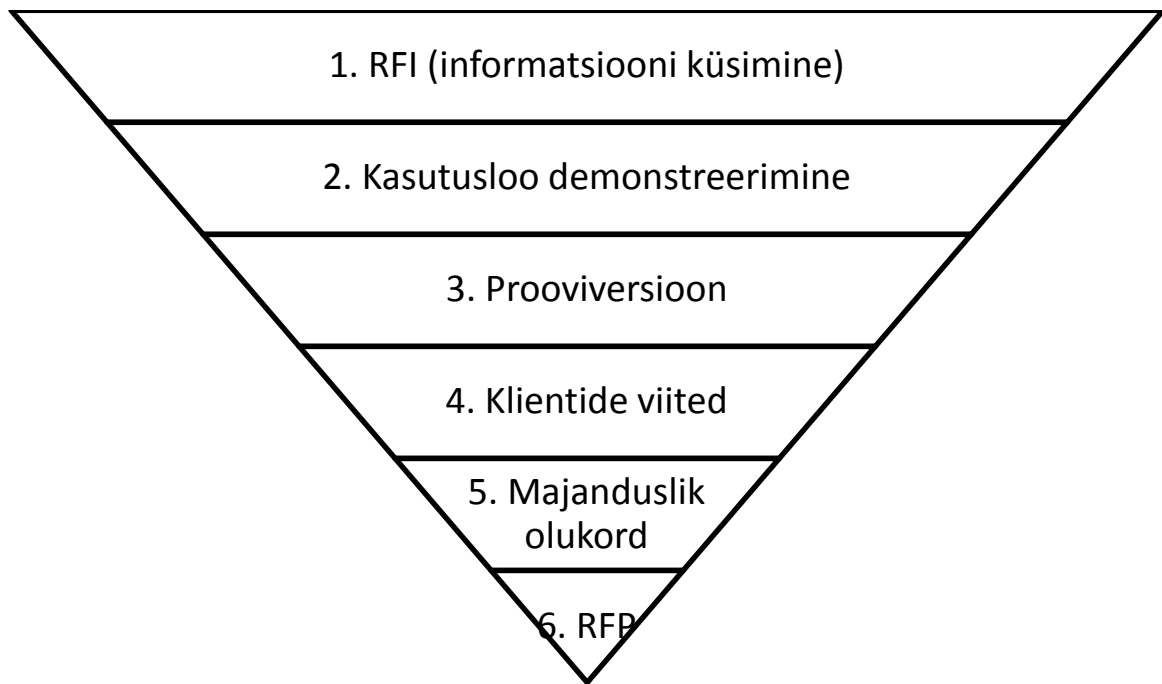 1. RFI (informatsiooni küsimine)
2. Kasutusloo demonstreerimine
3. Prooviversioon
4. Klientide viited
5. Majanduslik
olukord
6. RFP